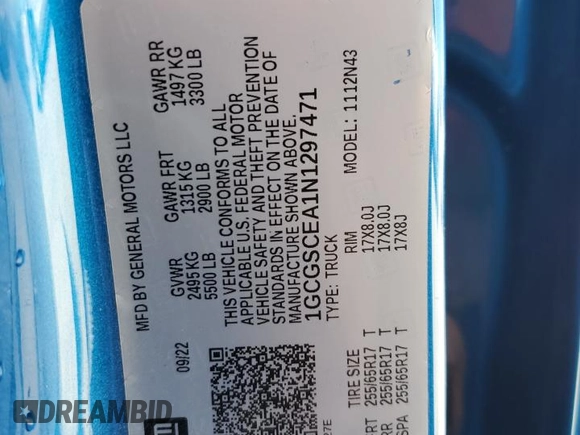 MFD BY GENERAL MOTORS LLC
09/22
GVWR GAWR FRT GAWR RR
2495KG 1315 KG 1497 KG
5500 LB 2900 LB 3300 LB
THIS VEHICLE CONFORMS TO ALL
APPLICABLE U.S. FEDERAL MOTOR
VEHICLE SAFETY AND THEFT PREVENTION
STANDARDS IN EFFECT ON THE DATE OF
MANUFACTURE SHOWN ABOVE.
1GCGSCEA1N1297471
TYPE: TRUCK MODEL: 1112N43
TIRE SIZE RIM
RT 255/65R17 T 17X8.0J
RR 255/65R17 T 17X8.0J
SPA 255/65R17 T 17X8J
gm
DREAMBID